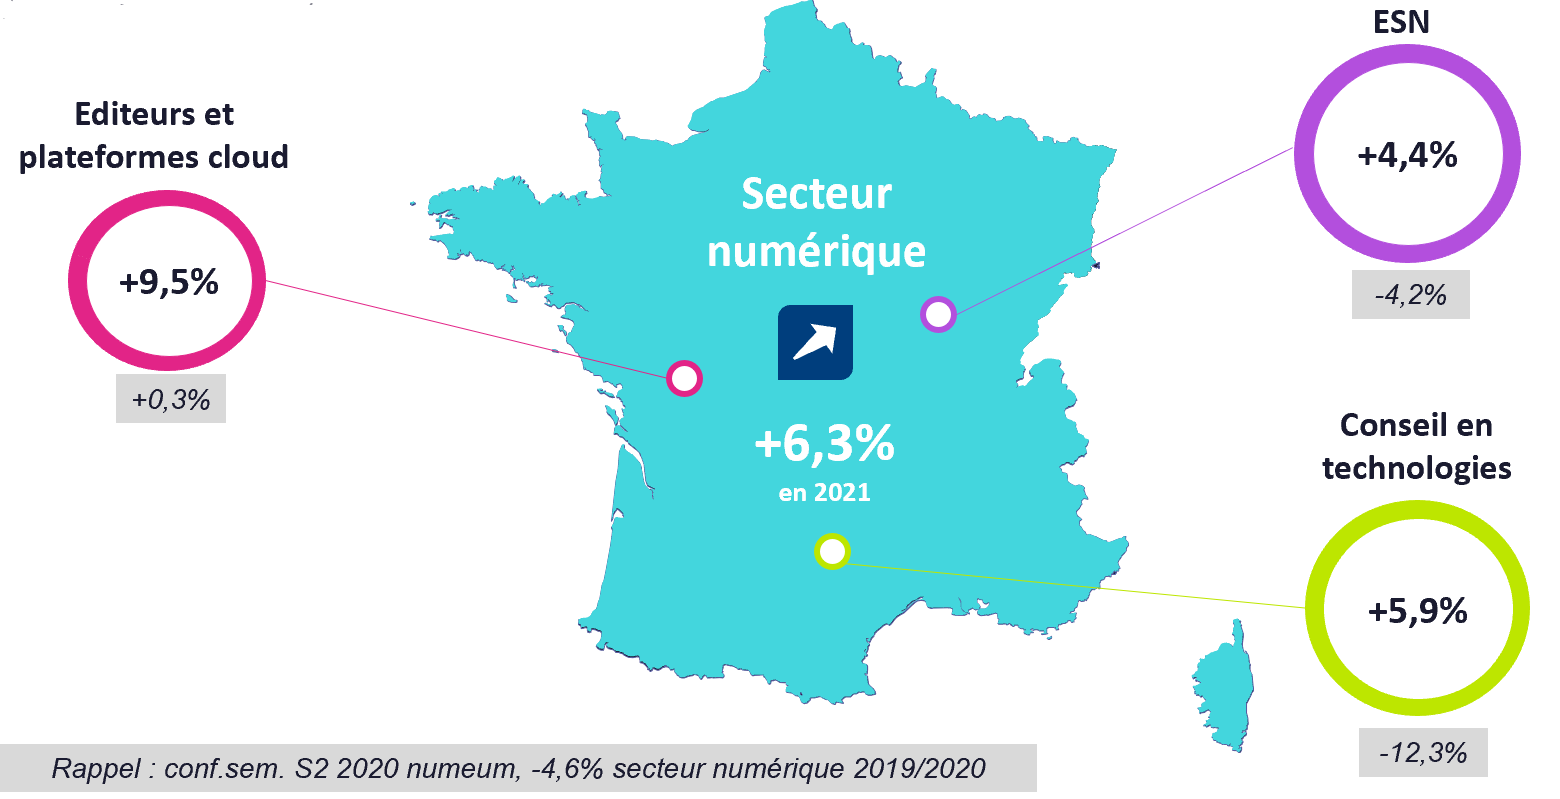 Editeurs et
plateformes cloud
+9,5%
+0,3%
Secteur
numérique
+6,3%
en 2021
ESN
+4,4%
-4,2%
Conseil en
technologies
+5,9%
-12,3%
Rappel : conf.sem. S2 2020 numeum, -4,6% secteur numérique 2019/2020